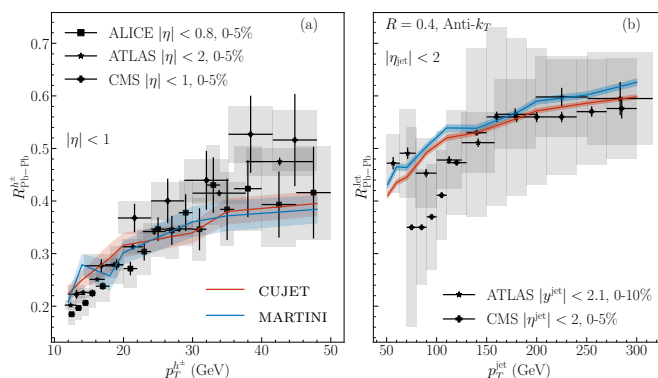 (a)
ALICE |η| < 0.8, 0-5%
ATLAS |η| < 2, 0-5%
CMS |η| < 1, 0-5%
|η| < 1
CUJET
MARTINI
0.7
0.6
0.5
0.4
0.3
0.2
R^{h^±}_{Pb−Pb}
10 20 30 40 50
p_T^{h^±} (GeV)
R = 0.4, Anti-k_T
(b)
|η_jet| < 2
ATLAS |y^jet| < 2.1, 0-10%
CMS |η^jet| < 2, 0-5%
0.8
0.6
0.4
0.2
R^{Jet}_{Pb−Pb}
50 100 150 200 250 300
p_T^{jet} (GeV)